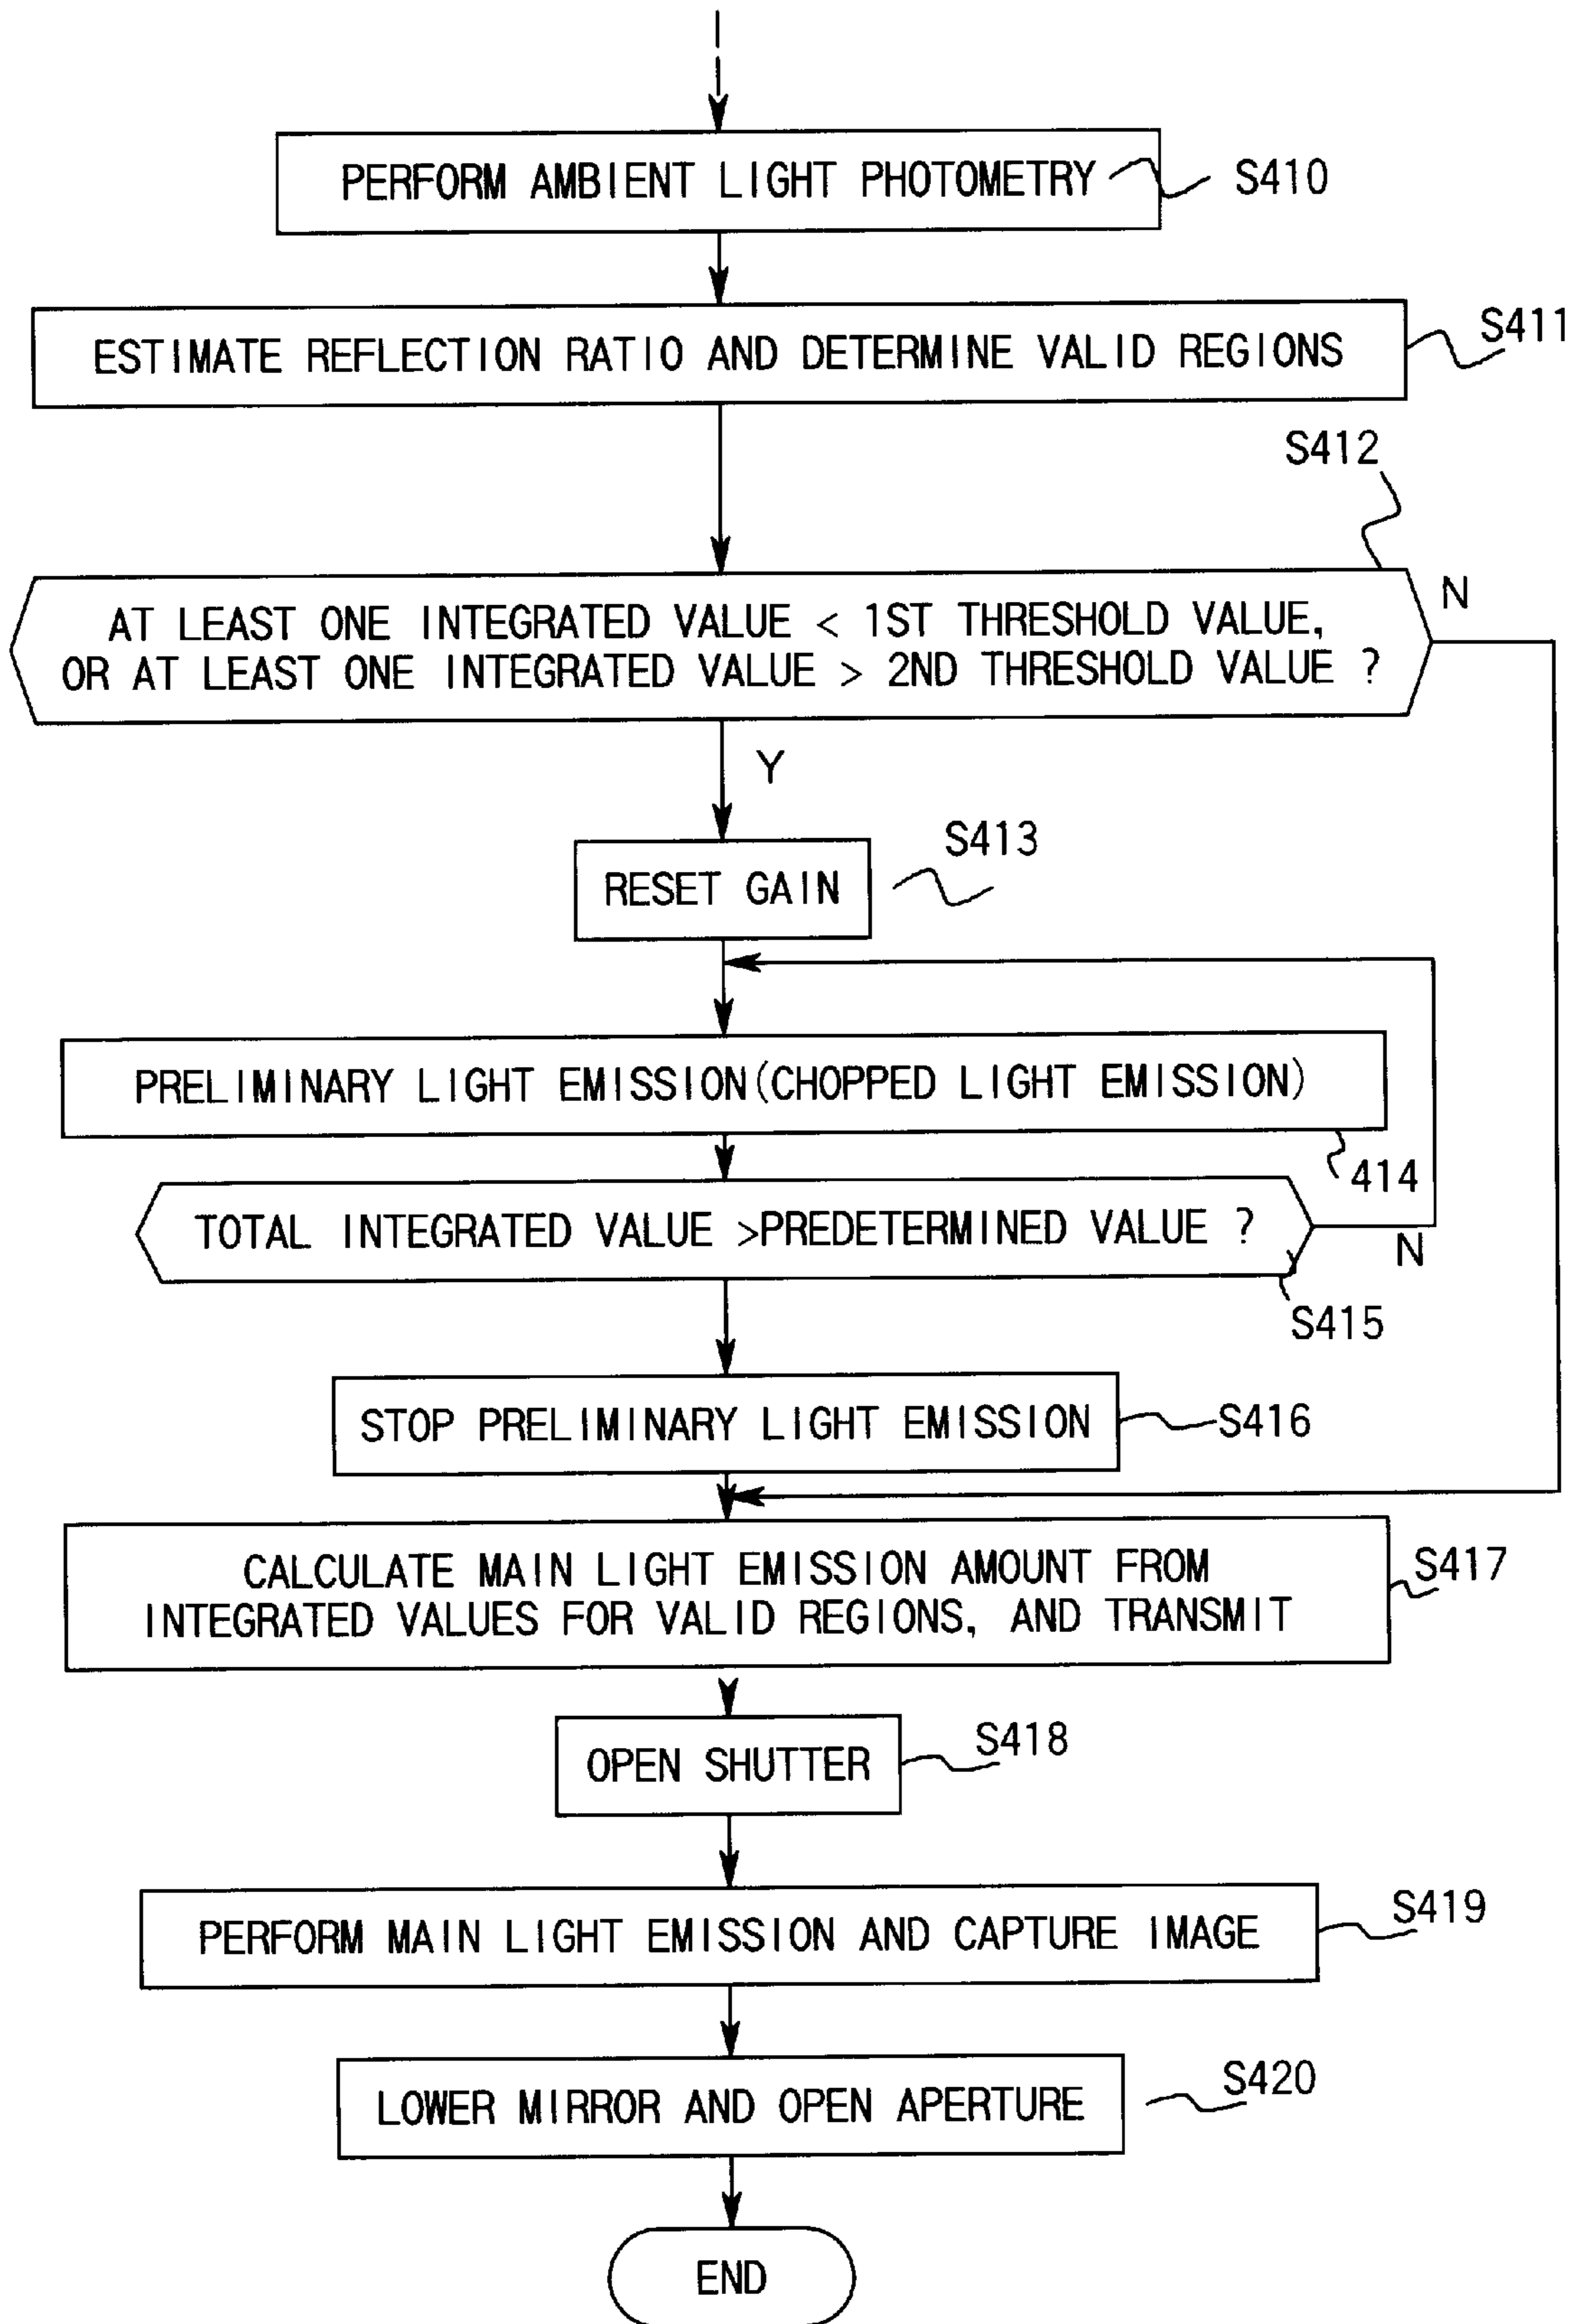 PERFORM AMBIENT LIGHT PHOTOMETRY
S410
ESTIMATE REFLECTION RATIO AND DETERMINE VALID REGIONS
S411
S412
AT LEAST ONE INTEGRATED VALUE < 1ST THRESHOLD VALUE,
OR AT LEAST ONE INTEGRATED VALUE > 2ND THRESHOLD VALUE ?
N
Y
S413
RESET GAIN
PRELIMINARY LIGHT EMISSION(CHOPPED LIGHT EMISSION)
414
TOTAL INTEGRATED VALUE >PREDETERMINED VALUE ?
N
S415
STOP PRELIMINARY LIGHT EMISSION
S416
CALCULATE MAIN LIGHT EMISSION AMOUNT FROM
INTEGRATED VALUES FOR VALID REGIONS, AND TRANSMIT
S417
OPEN SHUTTER
S418
PERFORM MAIN LIGHT EMISSION AND CAPTURE IMAGE
S419
LOWER MIRROR AND OPEN APERTURE
S420
END